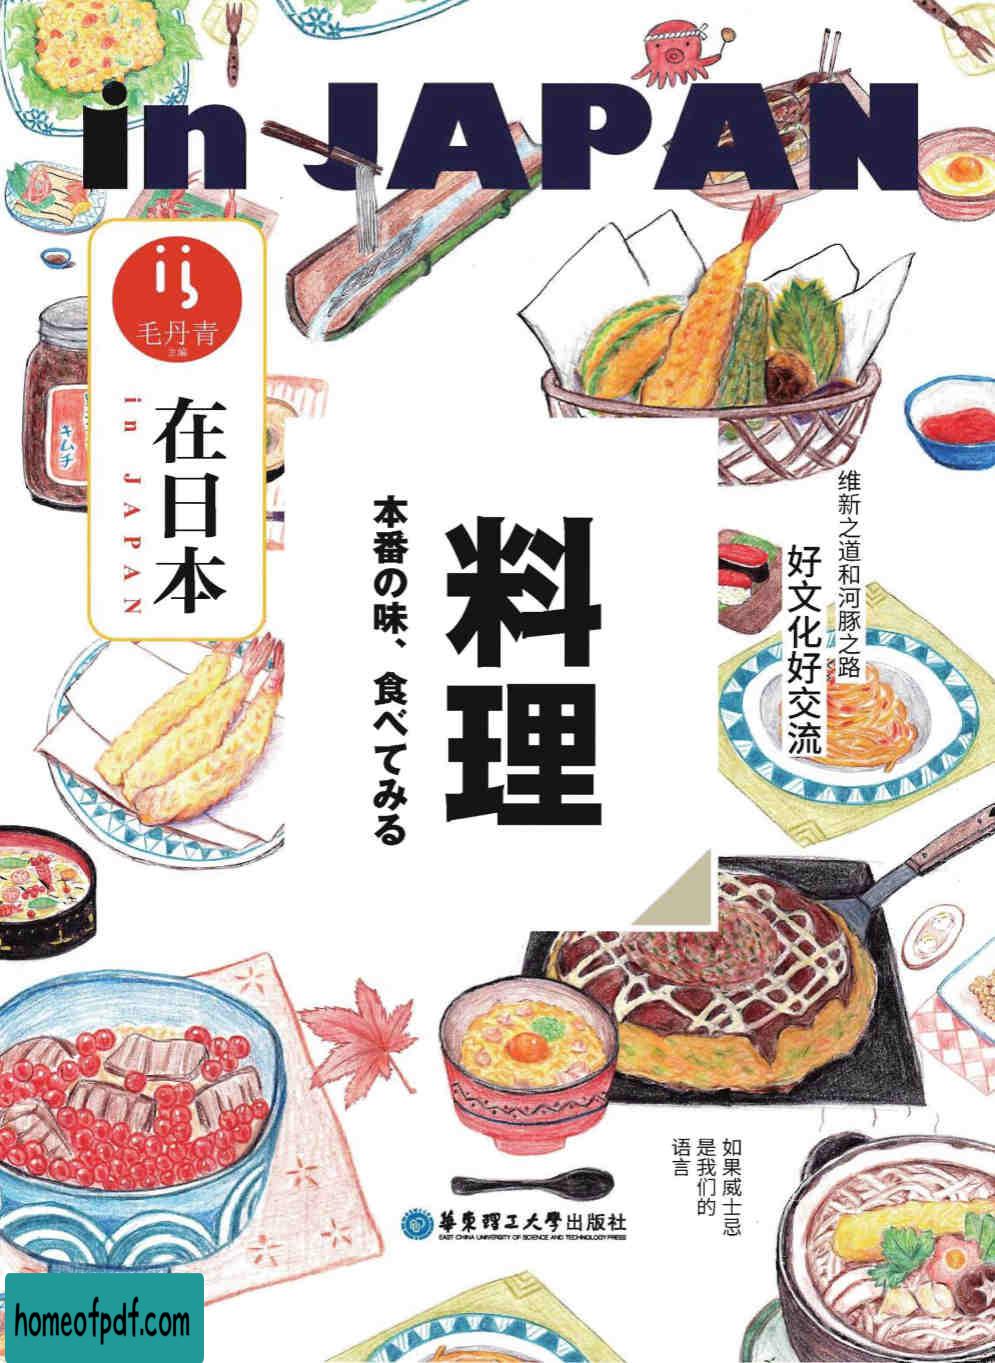 in JAPAN
毛丹青
主编
在日本
in JAPAN
キムチ
料理
本番の味、食べてみる
维新之道和河豚之路
好文化好交流
如果威士忌
是我们的
语言
華東理工大學出版社
EAST CHINA UNIVERSITY OF SCIENCE AND TECHNOLOGY PRESS
homeofpdf.com